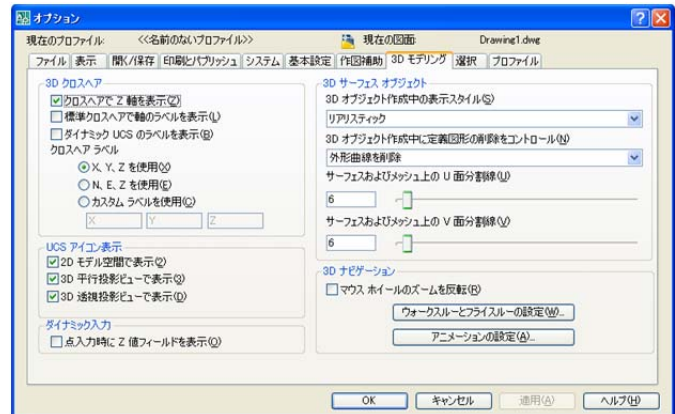 オプション
現在のプロファイル: <<名前のないプロファイル>> 現在の図面: Drawing1.dwg
ファイル 表示 開く/保存 印刷とパブリッシュ システム 基本設定 作図補助 3D モデリング 選択 プロファイル
3D クロスヘア
クロスヘアで Z 軸を表示(Z)
標準クロスヘアで軸のラベルを表示(L)
ダイナミック UCS のラベルを表示(B)
クロスヘア ラベル
X, Y, Z を使用(X)
N, E, Z を使用(E)
カスタム ラベルを使用(C)
X Y Z
UCS アイコン表示
2D モデル空間で表示(2)
3D 平行投影ビューで表示(3)
3D 透視投影ビューで表示(D)
ダイナミック入力
点入力時に Z 値フィールドを表示(O)
3D サーフェス オブジェクト
3D オブジェクト作成中の表示スタイル(S)
リアリスティック
3D オブジェクト作成中に定義図形の削除をコントロール(N)
外形曲線を削除
サーフェスおよびメッシュ上の U 面分割線(U)
6
サーフェスおよびメッシュ上の V 面分割線(V)
6
3D ナビゲーション
マウス ホイールのズームを反転(R)
ウォークスルーとフライスルーの設定(W)...
アニメーションの設定(A)...
OK キャンセル 適用(A) ヘルプ(H)